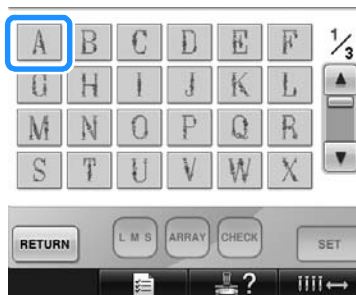 A B C D E F 1/3
G H I J K L
M N O P Q R
S T U V W X
RETURN L M S ARRAY CHECK SET
?